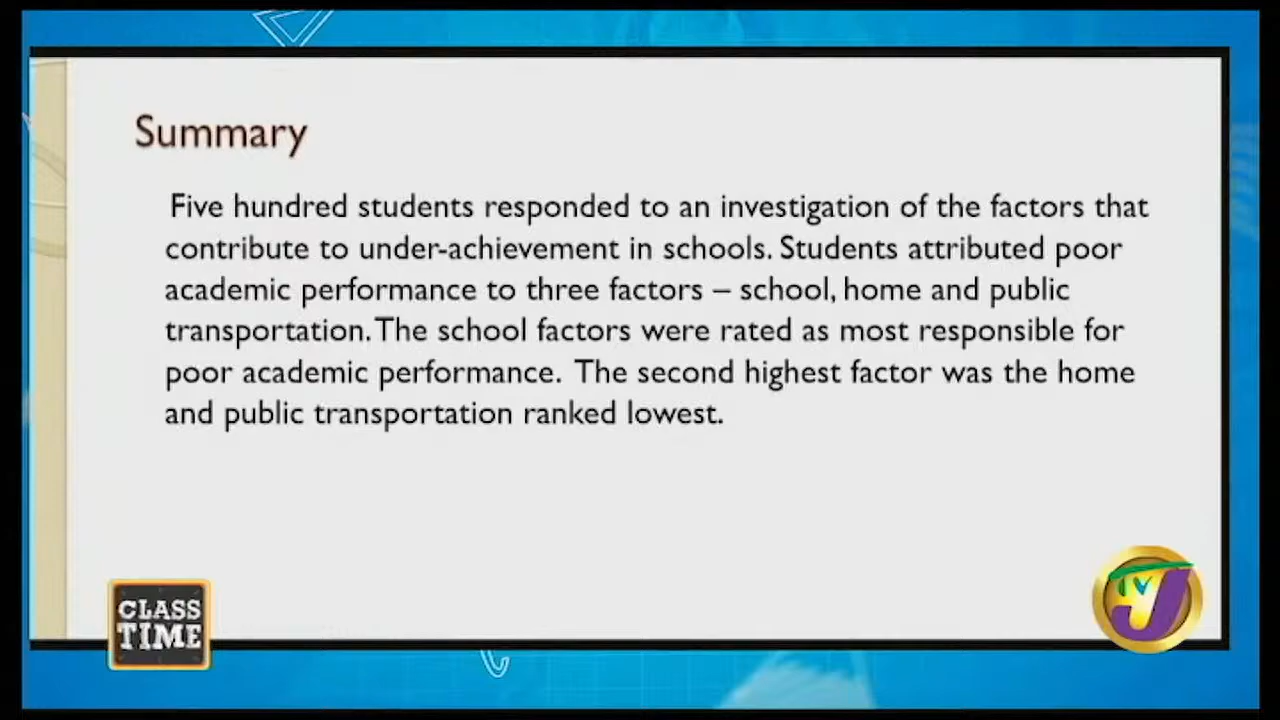 Summary
Five hundred students responded to an investigation of the factors that
contribute to under-achievement in schools. Students attributed poor
academic performance to three factors – school, home and public
transportation. The school factors were rated as most responsible for
poor academic performance. The second highest factor was the home
and public transportation ranked lowest.
CLASS
TIME
TVJ